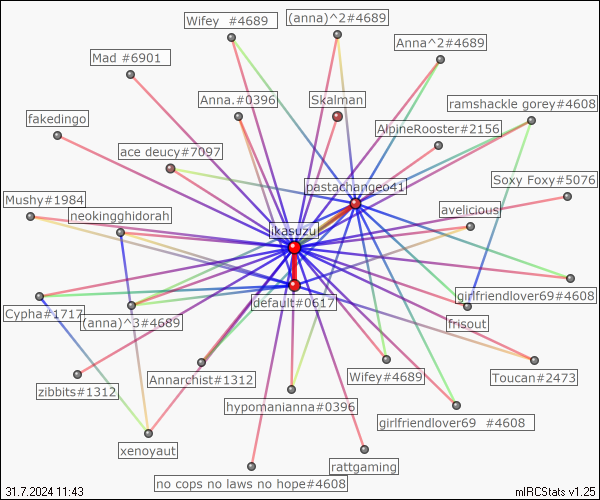 Wifey  #4689
(anna)^2#4689
Anna^2#4689
Mad #6901
Anna.#0396
Skalman
ramshackle gorey#4608
fakedingo
AlpineRooster#2156
ace deucy#7097
Soxy Foxy#5076
pastachangeo41
Mushy#1984
neokingghidorah
avelicious
ikasuzu
girlfriendlover69#4608
default#0617
Cypha#1717
(anna)^3#4689
frisout
Toucan#2473
Wifey#4689
Annarchist#1312
zibbits#1312
hypomanianna#0396
girlfriendlover69  #4608
xenoyaut
rattgaming
no cops no laws no hope#4608
31.7.2024 11:43
mIRCStats v1.25